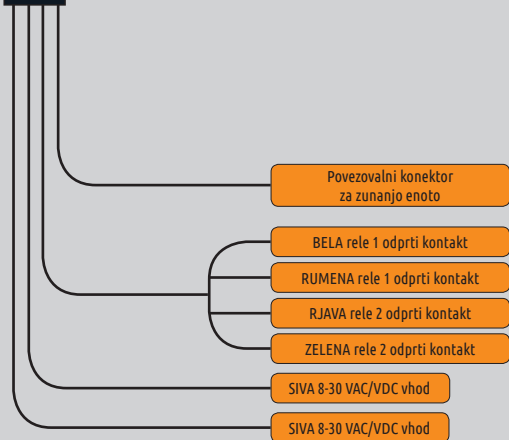 Povezovalni konektor
za zunanjo enoto
BELA rele 1 odprti kontakt
RUMENA rele 1 odprti kontakt
RJAVA rele 2 odprti kontakt
ZELENA rele 2 odprti kontakt
SIVA 8-30 VAC/VDC vhod
SIVA 8-30 VAC/VDC vhod